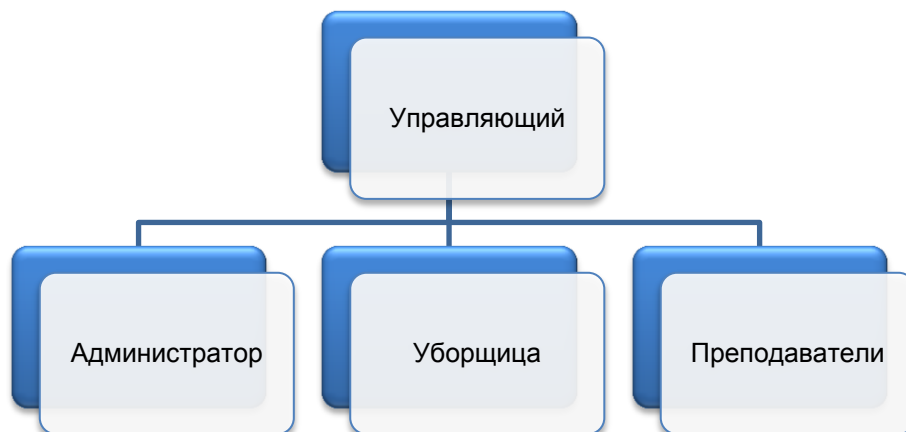 Управляющий
Администратор
Уборщица
Преподаватели